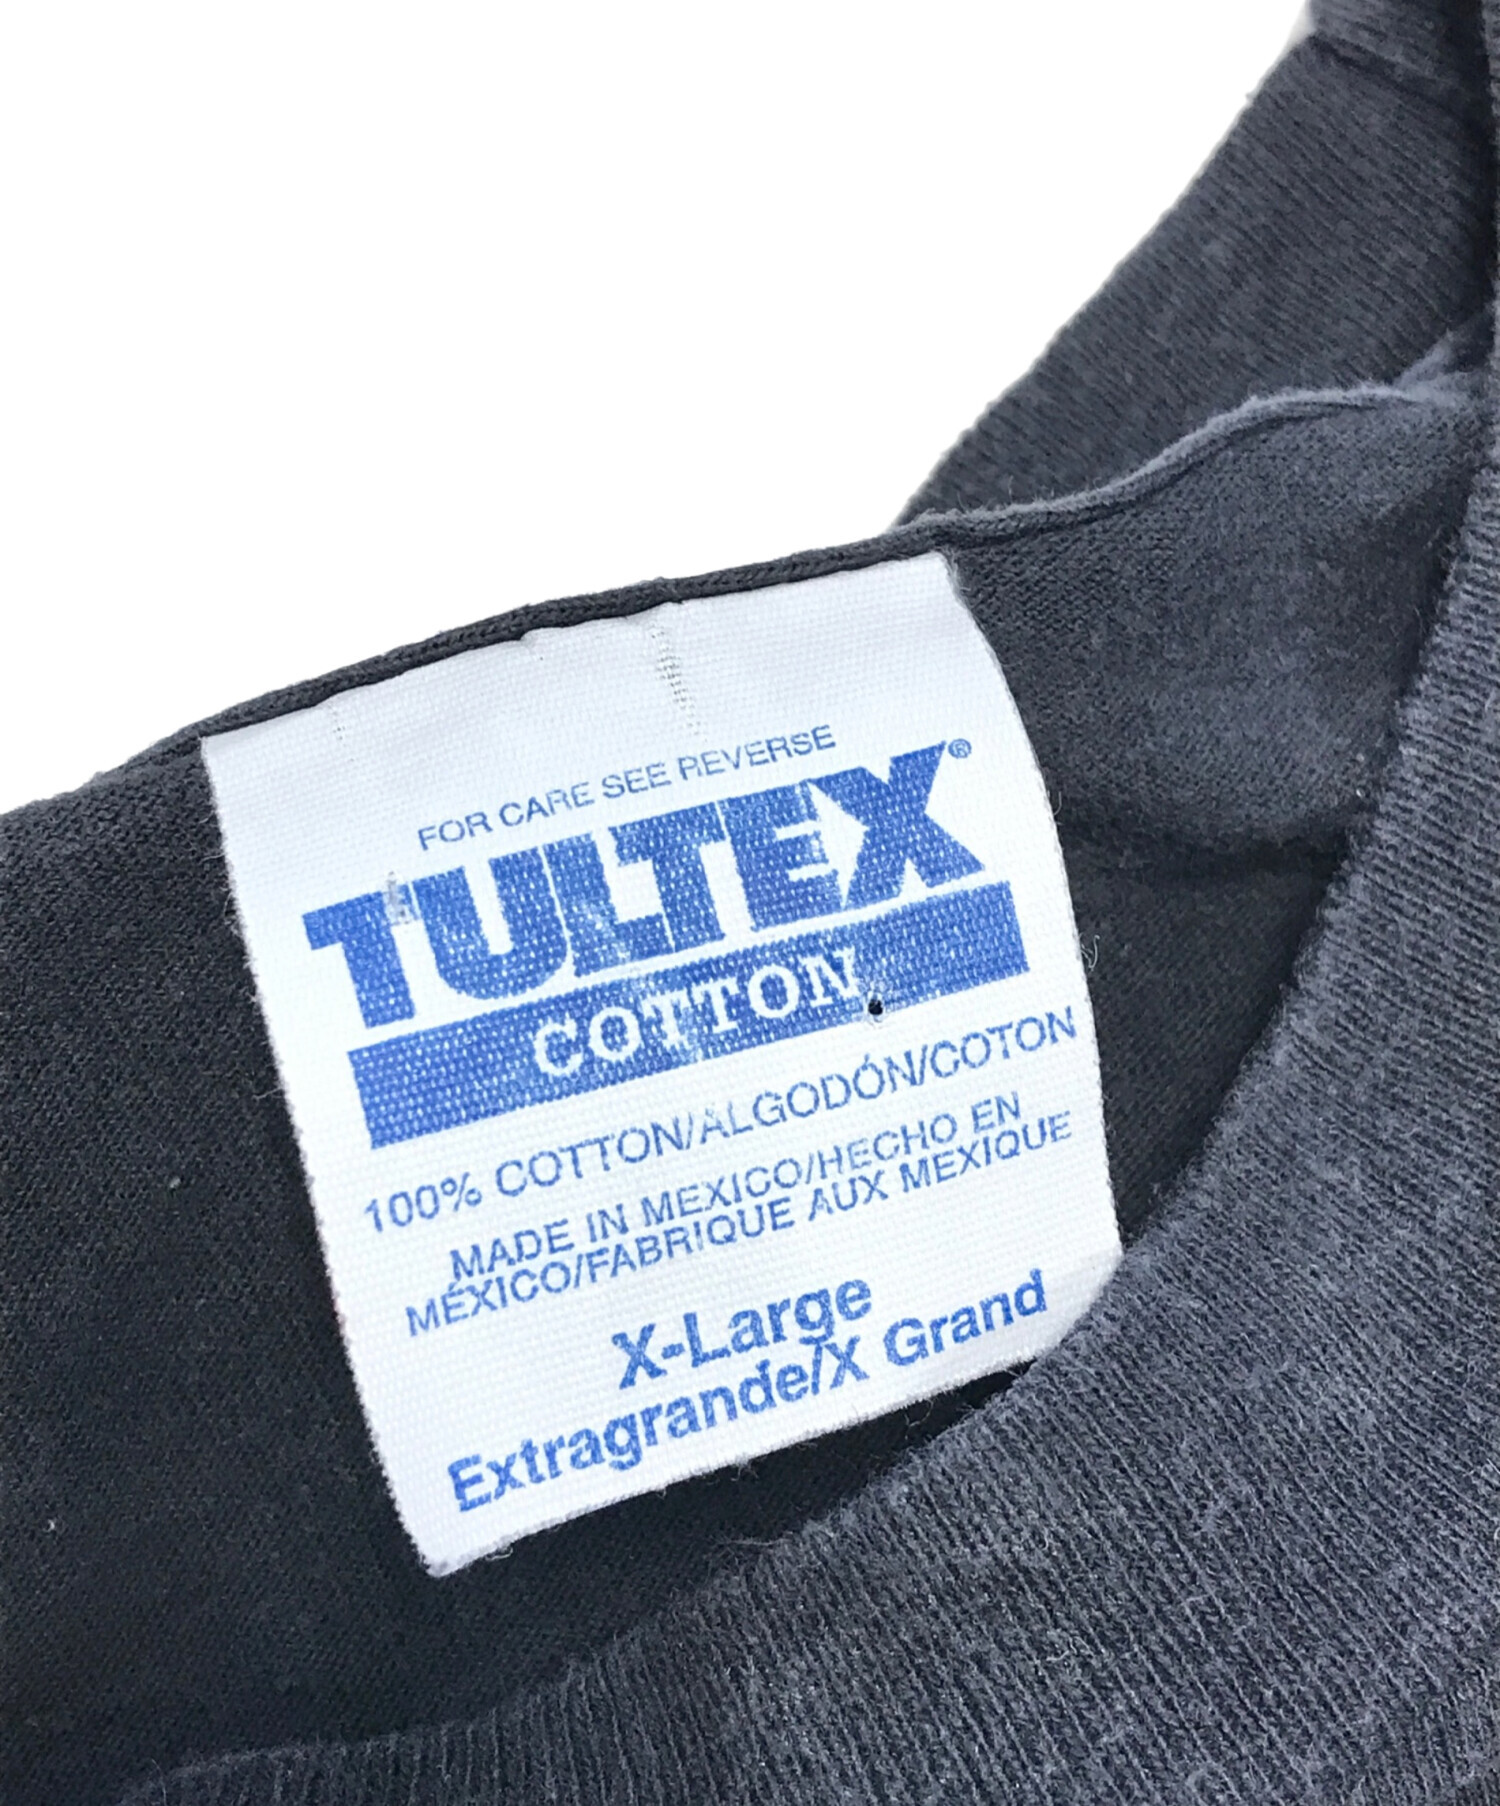 FOR CARE SEE REVERSE
TULTEX®
COTTON
100% COTTON/ALGODÓN/COTON
MADE IN MEXICO/HECHO EN
MÉXICO/FABRIQUE AUX MEXIQUE
X-Large
Extragrande/X Grand